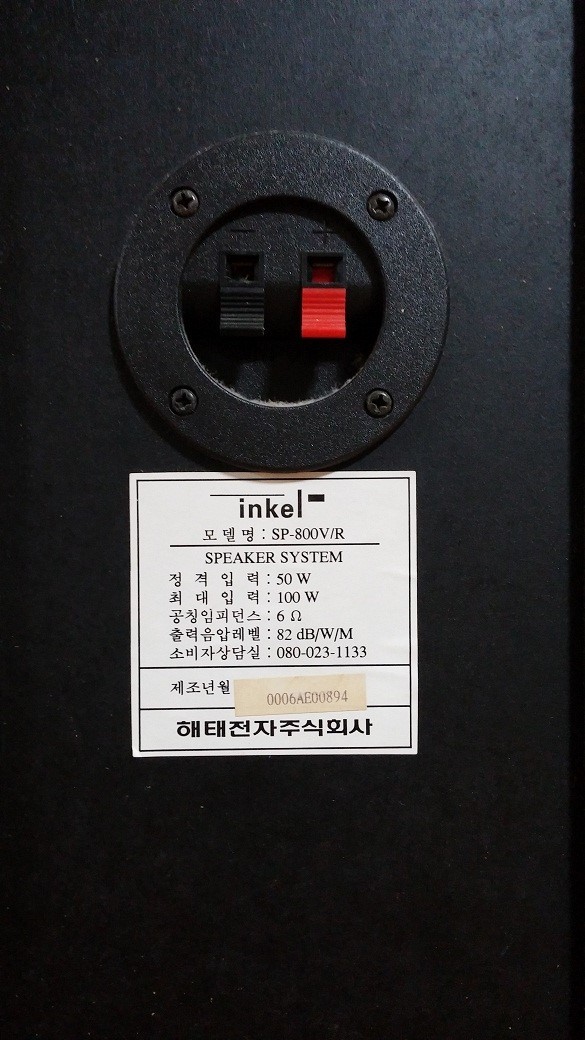 - +
inkel
모델명 : SP-800V/R
SPEAKER SYSTEM
정 격 입 력 : 50 W
최 대 입 력 : 100 W
공칭임피던스 : 6 Ω
출력음압레벨 : 82 dB/W/M
소비자상담실 : 080-023-1133
제조년월 0006AE00894
해태전자주식회사